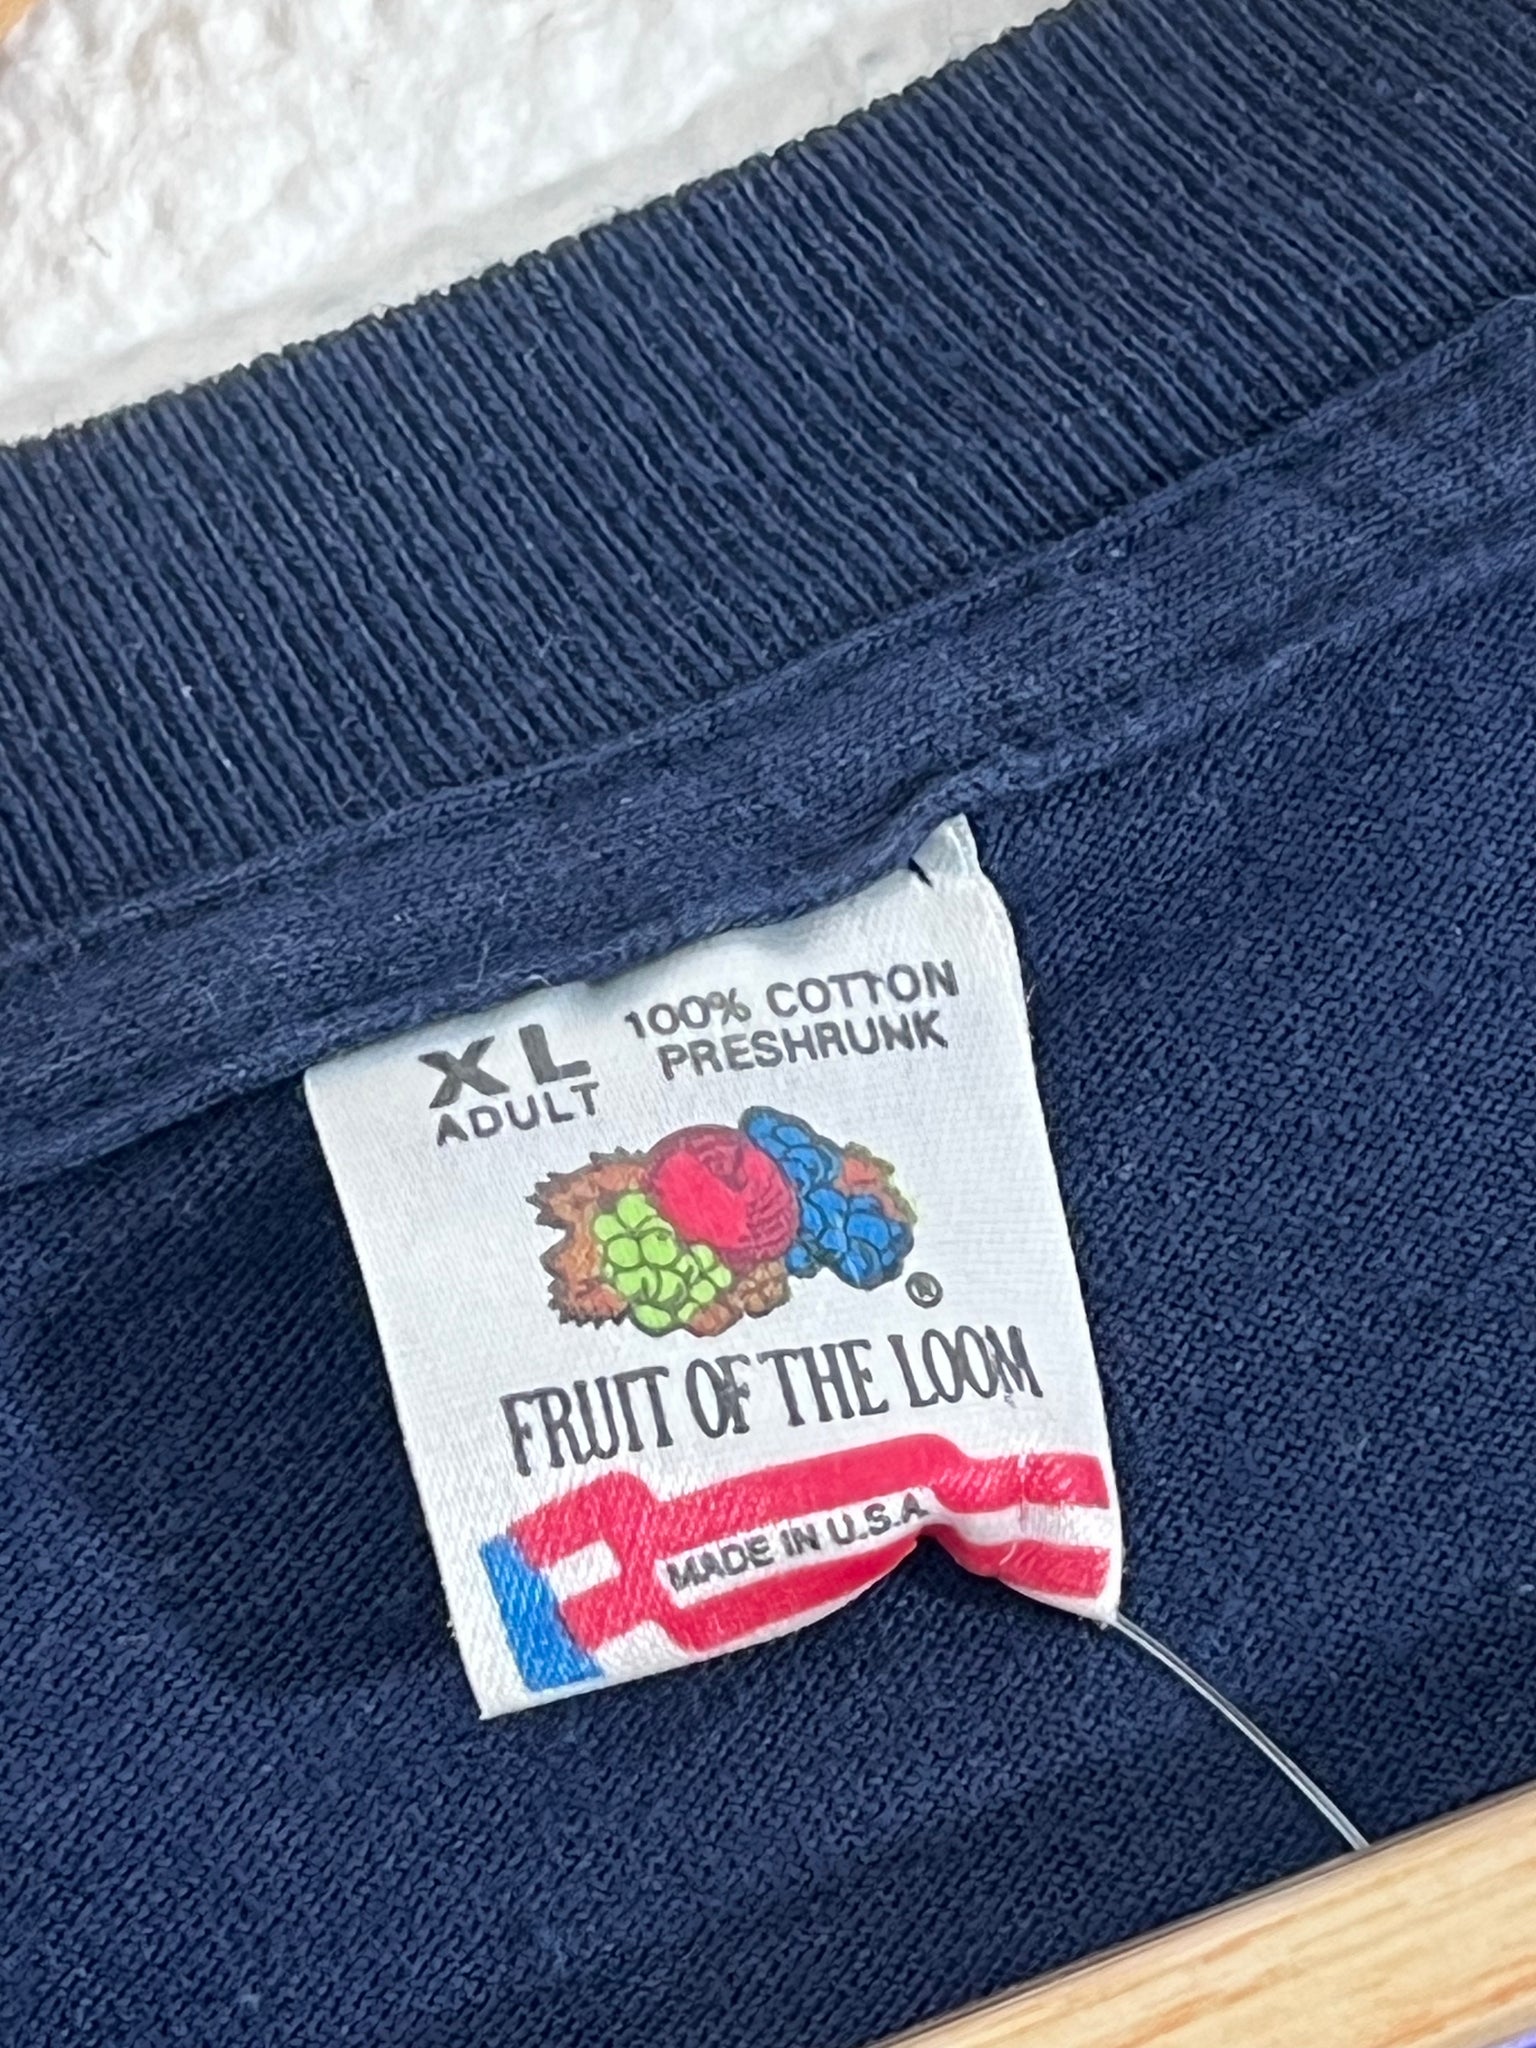 XL
ADULT
100% COTTON
PRESHRUNK
®
FRUIT OF THE LOOM
MADE IN U.S.A.